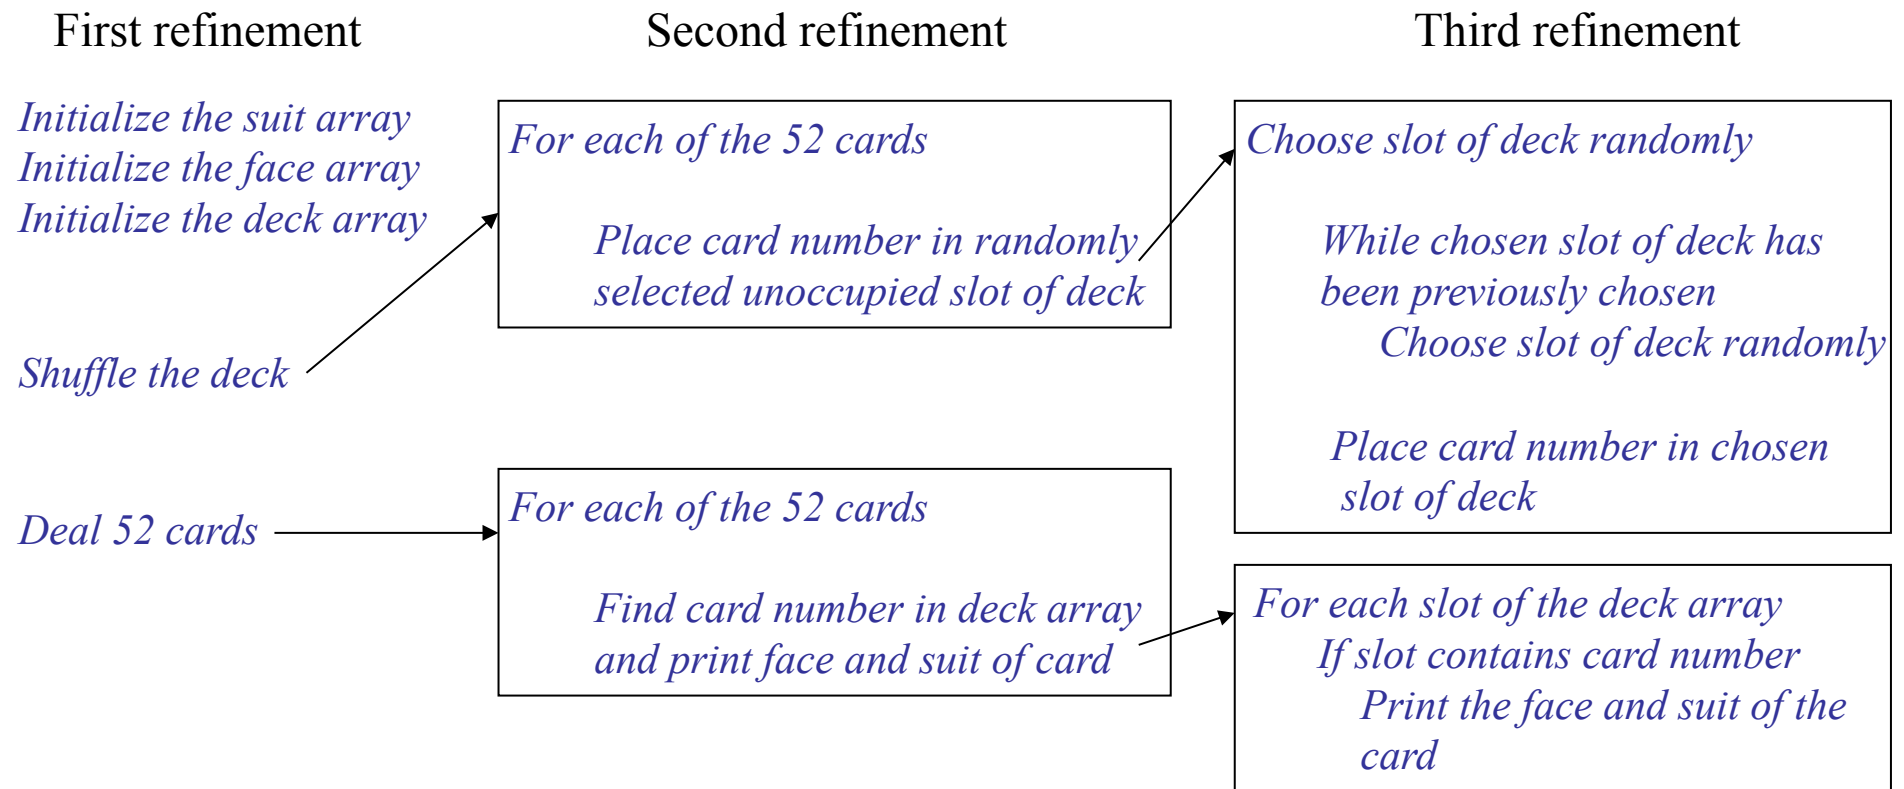 First refinement
Initialize the suit array
Initialize the face array
Initialize the deck array
Shuffle the deck
Deal 52 cards
Second refinement
For each of the 52 cards
Place card number in randomly
selected unoccupied slot of deck
For each of the 52 cards
Find card number in deck array
and print face and suit of card
Third refinement
Choose slot of deck randomly
While chosen slot of deck has
been previously chosen
Choose slot of deck randomly
Place card number in chosen
slot of deck
For each slot of the deck array
If slot contains card number
Print the face and suit of the
card